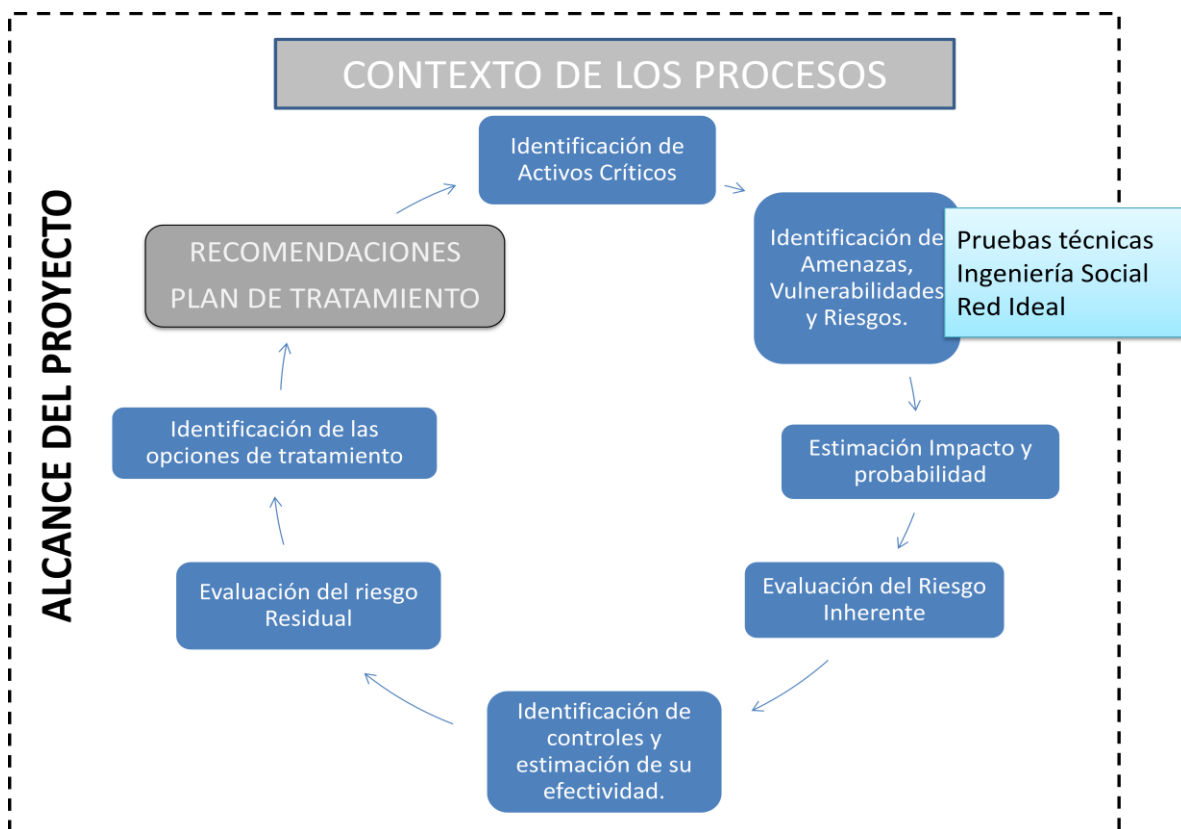 CONTEXTO DE LOS PROCESOS
ALCANCE DEL PROYECTO
Identificación de
Activos Críticos
Identificación de
Amenazas,
Vulnerabilidades
y Riesgos.
Pruebas técnicas
Ingeniería Social
Red Ideal
Estimación Impacto y
probabilidad
Evaluación del Riesgo
Inherente
Identificación de
controles y
estimación de su
efectividad.
Evaluación del riesgo
Residual
Identificación de las
opciones de tratamiento
RECOMENDACIONES
PLAN DE TRATAMIENTO